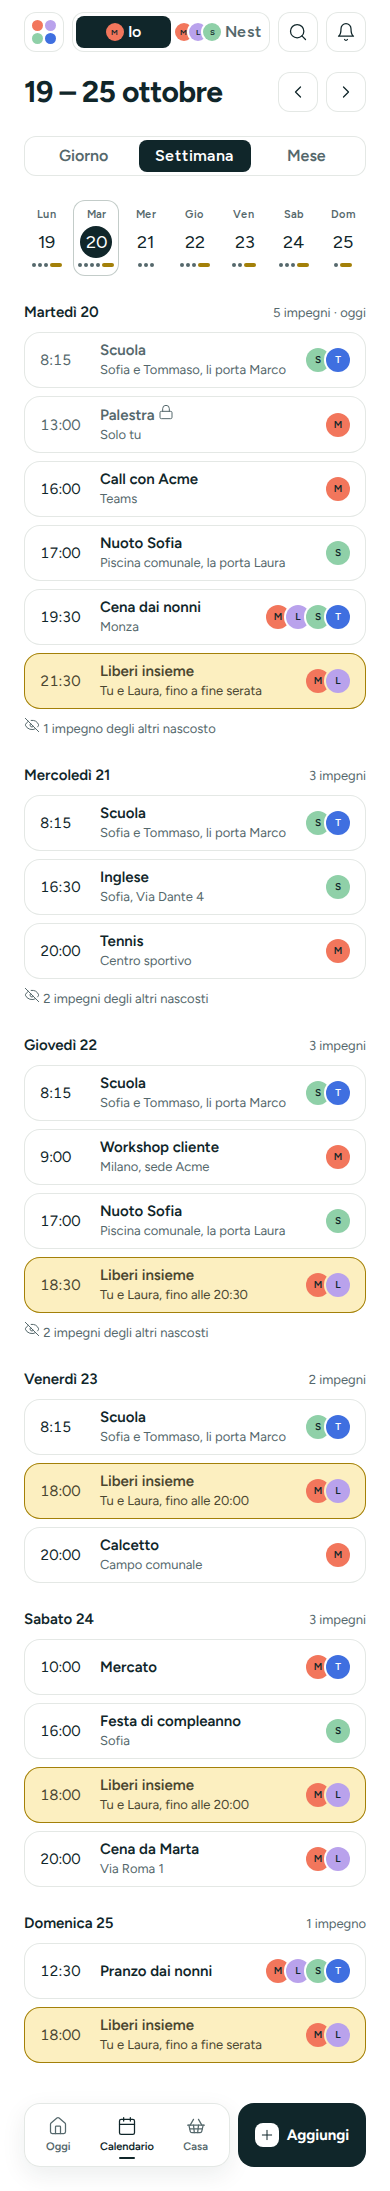 M Io M L S Nest
19 – 25 ottobre
Giorno Settimana Mese
Lun Mar Mer Gio Ven Sab Dom
19 20 21 22 23 24 25
Martedì 20 5 impegni · oggi
8:15 Scuola S T
Sofia e Tommaso, li porta Marco
13:00 Palestra M
Solo tu
16:00 Call con Acme M
Teams
17:00 Nuoto Sofia S
Piscina comunale, la porta Laura
19:30 Cena dai nonni M L S T
Monza
21:30 Liberi insieme M L
Tu e Laura, fino a fine serata
1 impegno degli altri nascosto
Mercoledì 21 3 impegni
8:15 Scuola S T
Sofia e Tommaso, li porta Marco
16:30 Inglese S
Sofia, Via Dante 4
20:00 Tennis M
Centro sportivo
2 impegni degli altri nascosti
Giovedì 22 3 impegni
8:15 Scuola S T
Sofia e Tommaso, li porta Marco
9:00 Workshop cliente M
Milano, sede Acme
17:00 Nuoto Sofia S
Piscina comunale, la porta Laura
18:30 Liberi insieme M L
Tu e Laura, fino alle 20:30
2 impegni degli altri nascosti
Venerdì 23 2 impegni
8:15 Scuola S T
Sofia e Tommaso, li porta Marco
18:00 Liberi insieme M L
Tu e Laura, fino alle 20:00
20:00 Calcetto M
Campo comunale
Sabato 24 3 impegni
10:00 Mercato M T
16:00 Festa di compleanno S
Sofia
18:00 Liberi insieme M L
Tu e Laura, fino alle 20:00
20:00 Cena da Marta M L
Via Roma 1
Domenica 25 1 impegno
12:30 Pranzo dai nonni M L S T
18:00 Liberi insieme M L
Tu e Laura, fino a fine serata
Oggi Calendario Casa Aggiungi